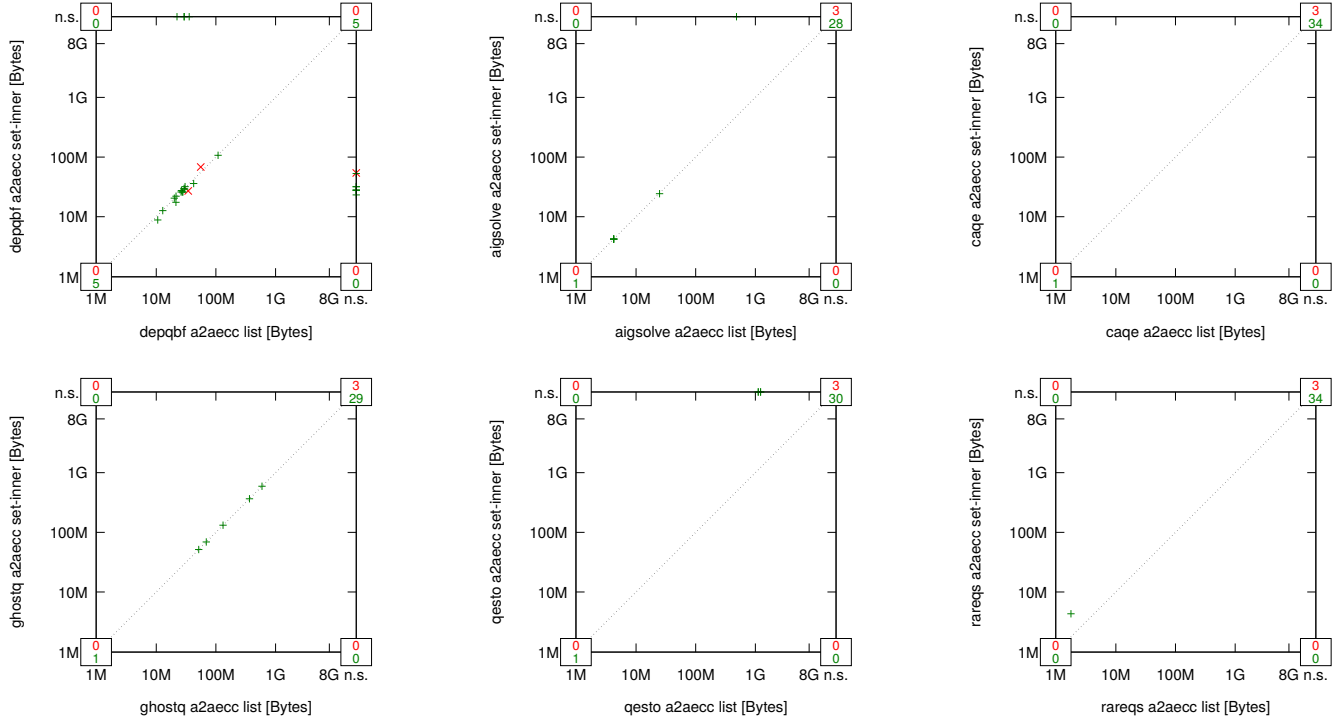 n.s. 0 0 0 5
8G
1G
100M
10M
1M 0 5 0 0
1M 10M 100M 1G 8G n.s.
depqbf a2aecc set-inner [Bytes]
depqbf a2aecc list [Bytes]
n.s. 0 0 3 28
8G
1G
100M
10M
1M 0 1 0 0
1M 10M 100M 1G 8G n.s.
aigsolve a2aecc set-inner [Bytes]
aigsolve a2aecc list [Bytes]
n.s. 0 0 3 34
8G
1G
100M
10M
1M 0 1 0 0
1M 10M 100M 1G 8G n.s.
caqe a2aecc set-inner [Bytes]
caqe a2aecc list [Bytes]
n.s. 0 0 3 29
8G
1G
100M
10M
1M 0 1 0 0
1M 10M 100M 1G 8G n.s.
ghostq a2aecc set-inner [Bytes]
ghostq a2aecc list [Bytes]
n.s. 0 0 3 30
8G
1G
100M
10M
1M 0 1 0 0
1M 10M 100M 1G 8G n.s.
qesto a2aecc set-inner [Bytes]
qesto a2aecc list [Bytes]
n.s. 0 0 3 34
8G
1G
100M
10M
1M 0 0 0 0
1M 10M 100M 1G 8G n.s.
rareqs a2aecc set-inner [Bytes]
rareqs a2aecc list [Bytes]